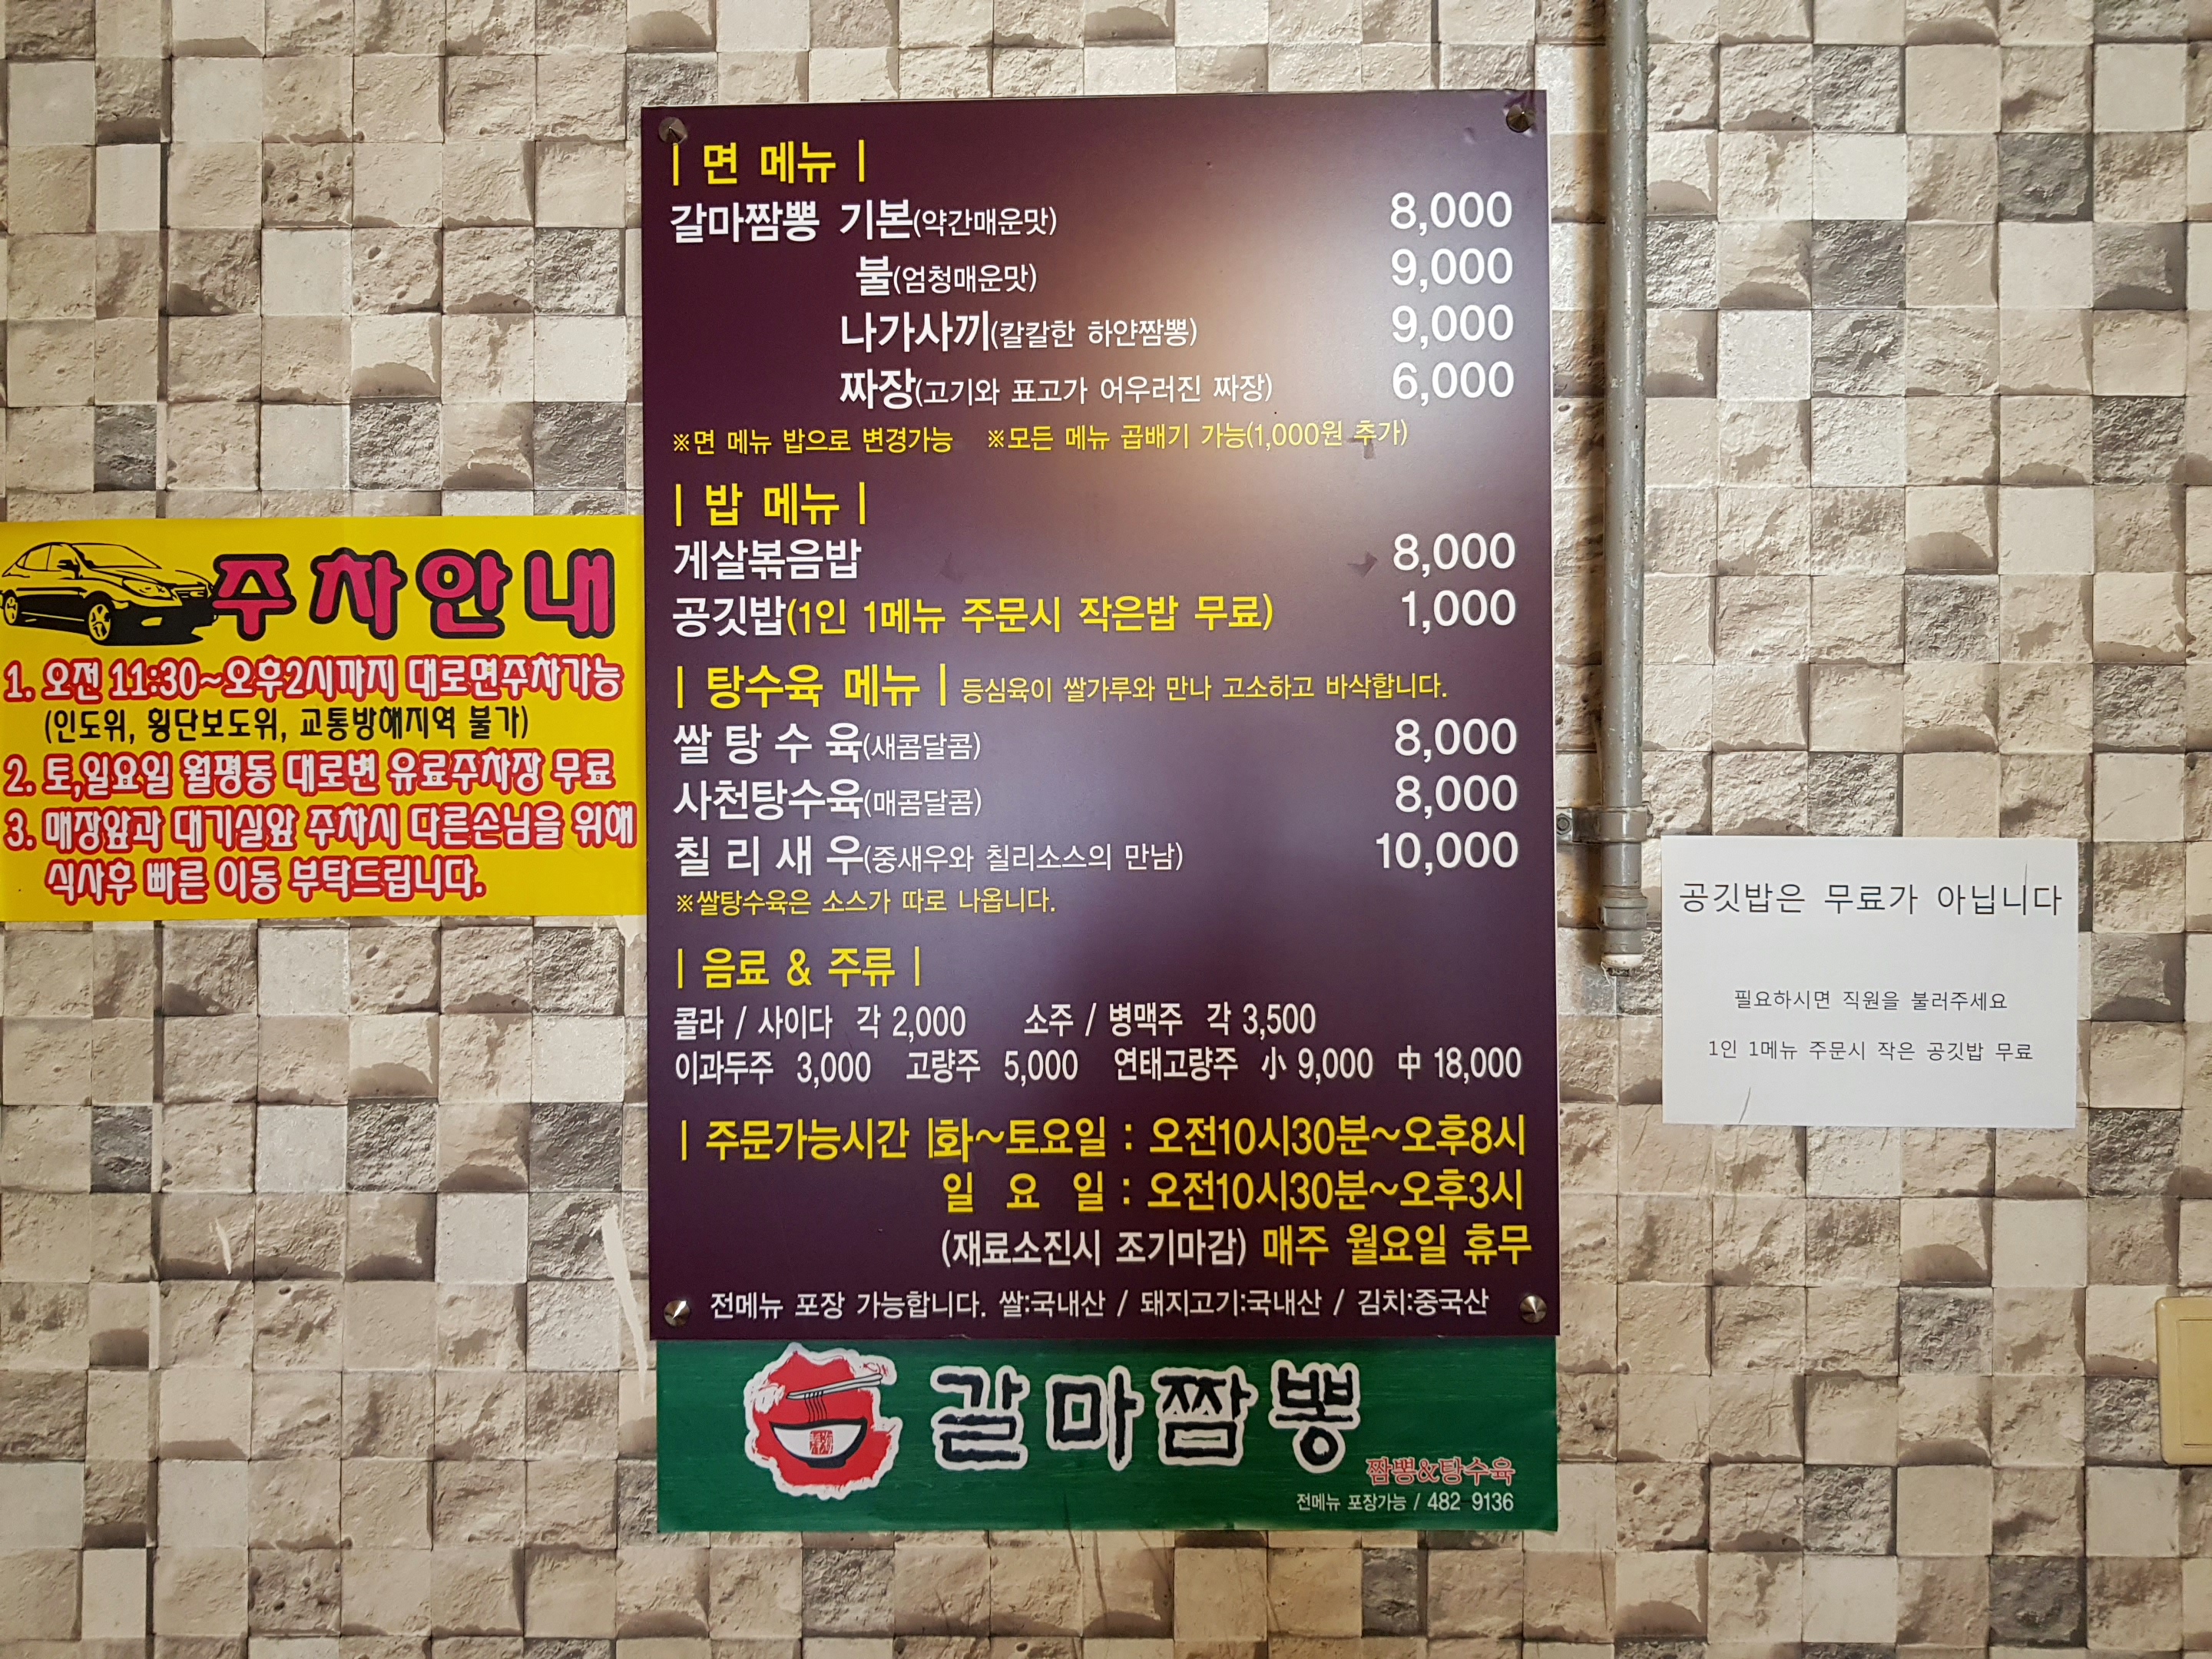 | 면 메뉴 |
갈마짬뽕 기본(약간매운맛) 8,000
불(엄청매운맛) 9,000
나가사끼(칼칼한 하얀짬뽕) 9,000
짜장(고기와 표고가 어우러진 짜장) 6,000
※면 메뉴 밥으로 변경가능 ※모든 메뉴 곱배기 가능(1,000원 추가)
| 밥 메뉴 |
게살볶음밥 8,000
공깃밥(1인 1메뉴 주문시 작은밥 무료) 1,000
| 탕수육 메뉴 | 등심육이 쌀가루와 만나 고소하고 바삭합니다.
쌀 탕 수 육(새콤달콤) 8,000
사천탕수육(매콤달콤) 8,000
칠 리 새 우(중새우와 칠리소스의 만남) 10,000
※쌀탕수육은 소스가 따로 나옵니다.
| 음료 & 주류 |
콜라 / 사이다 각 2,000 소주 / 병맥주 각 3,500
이과두주 3,000 고량주 5,000 연태고량주 小 9,000 中 18,000
| 주문가능시간 |화~토요일 : 오전10시30분~오후8시
일 요 일 : 오전10시30분~오후3시
(재료소진시 조기마감) 매주 월요일 휴무
전메뉴 포장 가능합니다. 쌀:국내산 / 돼지고기:국내산 / 김치:중국산
갈마짬뽕
짬뽕&탕수육
전메뉴 포장가능 / 482 9136
주차안내
1. 오전 11:30~오후2시까지 대로면주차가능
(인도위, 횡단보도위, 교통방해지역 불가)
2. 토,일요일 월평동 대로변 유료주차장 무료
3. 매장앞과 대기실앞 주차시 다른손님을 위해
식사후 빠른 이동 부탁드립니다.
공깃밥은 무료가 아닙니다
필요하시면 직원을 불러주세요
1인 1메뉴 주문시 작은 공깃밥 무료